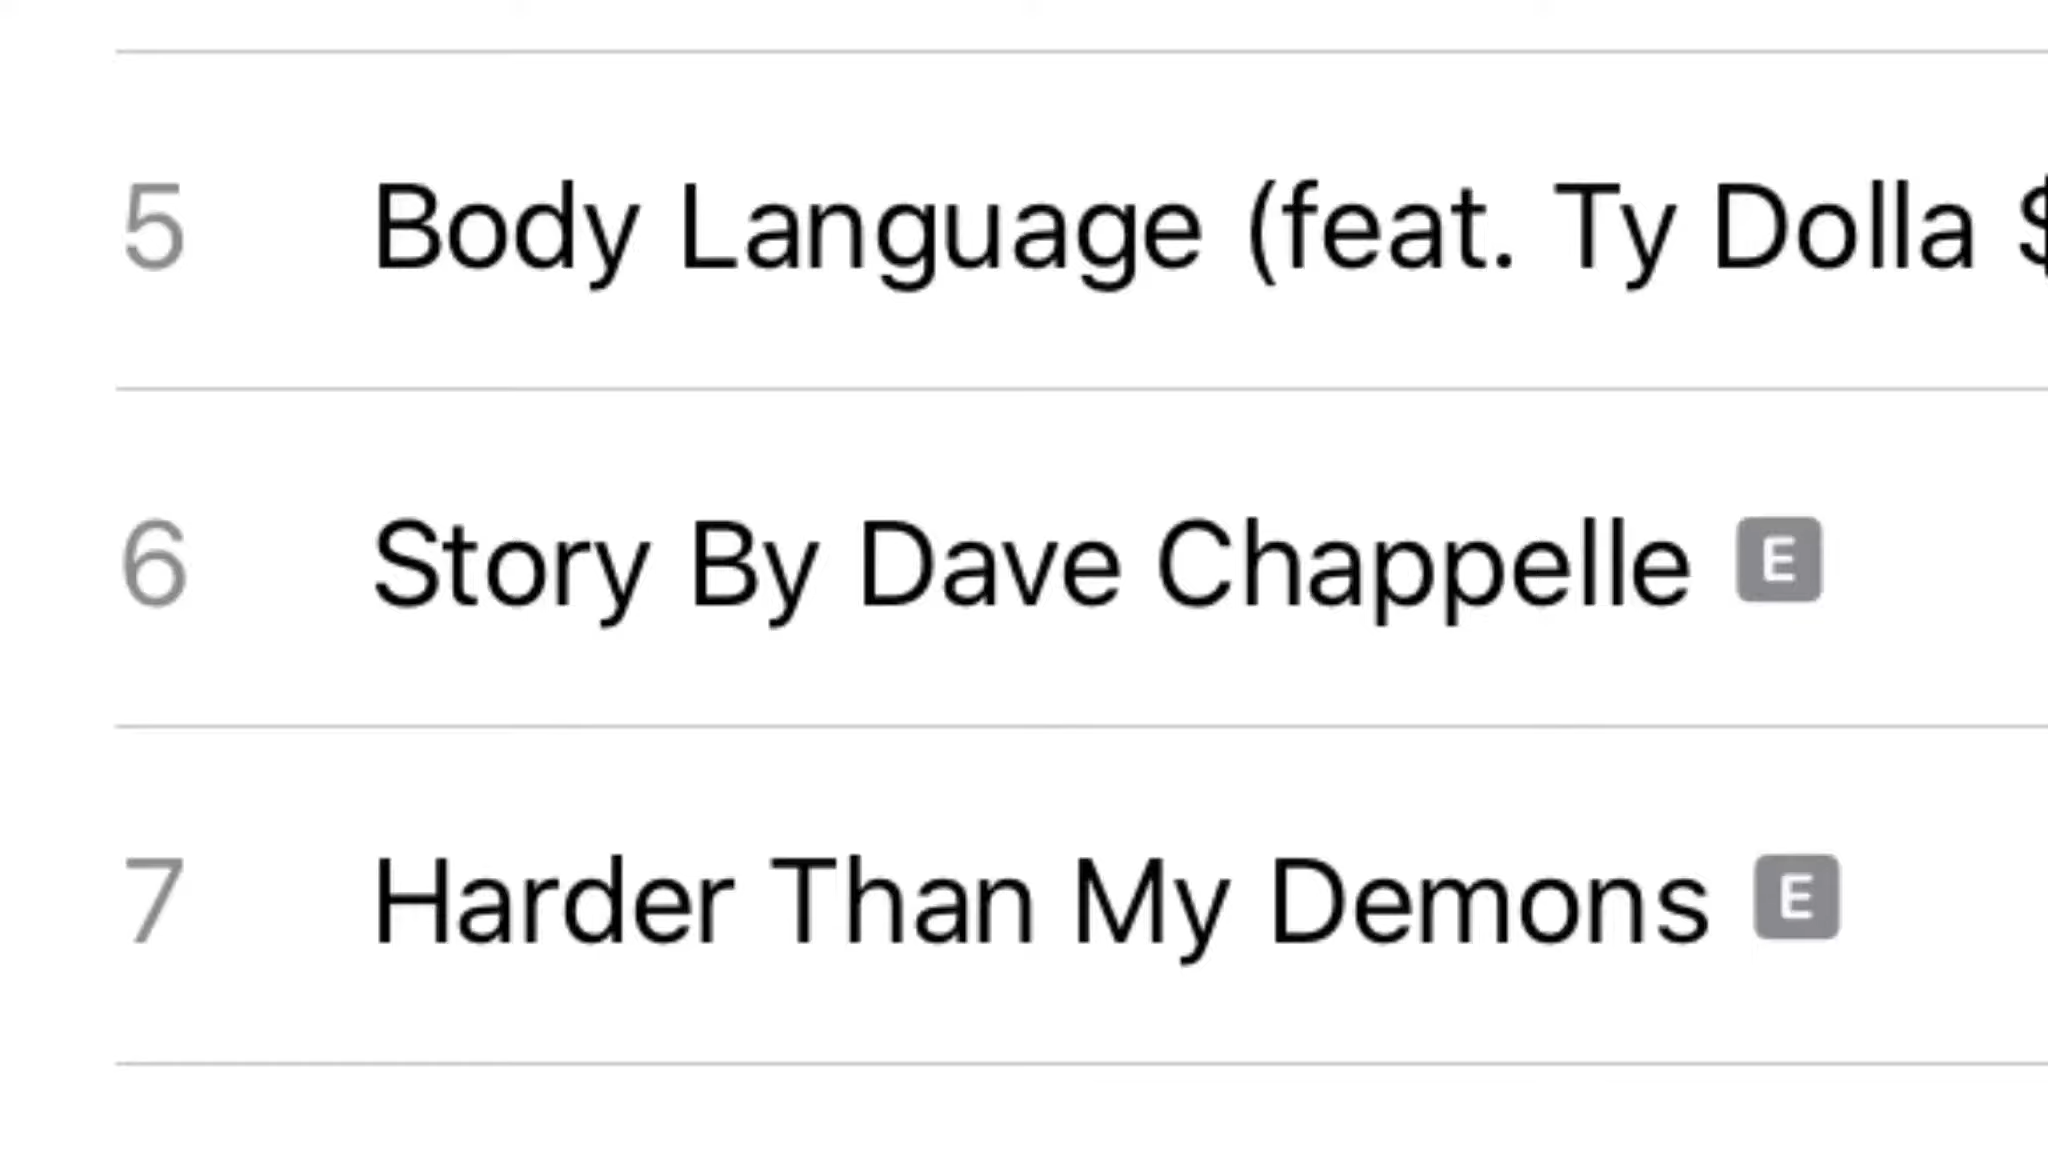 5 Body Language (feat. Ty Dolla $
6 Story By Dave Chappelle E
7 Harder Than My Demons E